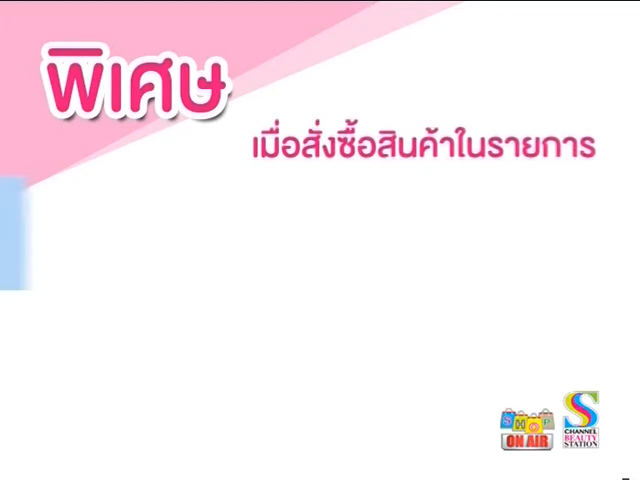 พิเศษ
เมื่อสั่งซื้อสินค้าในรายการ
SHOP
ON AIR
S
CHANNEL
BEAUTY
STATION